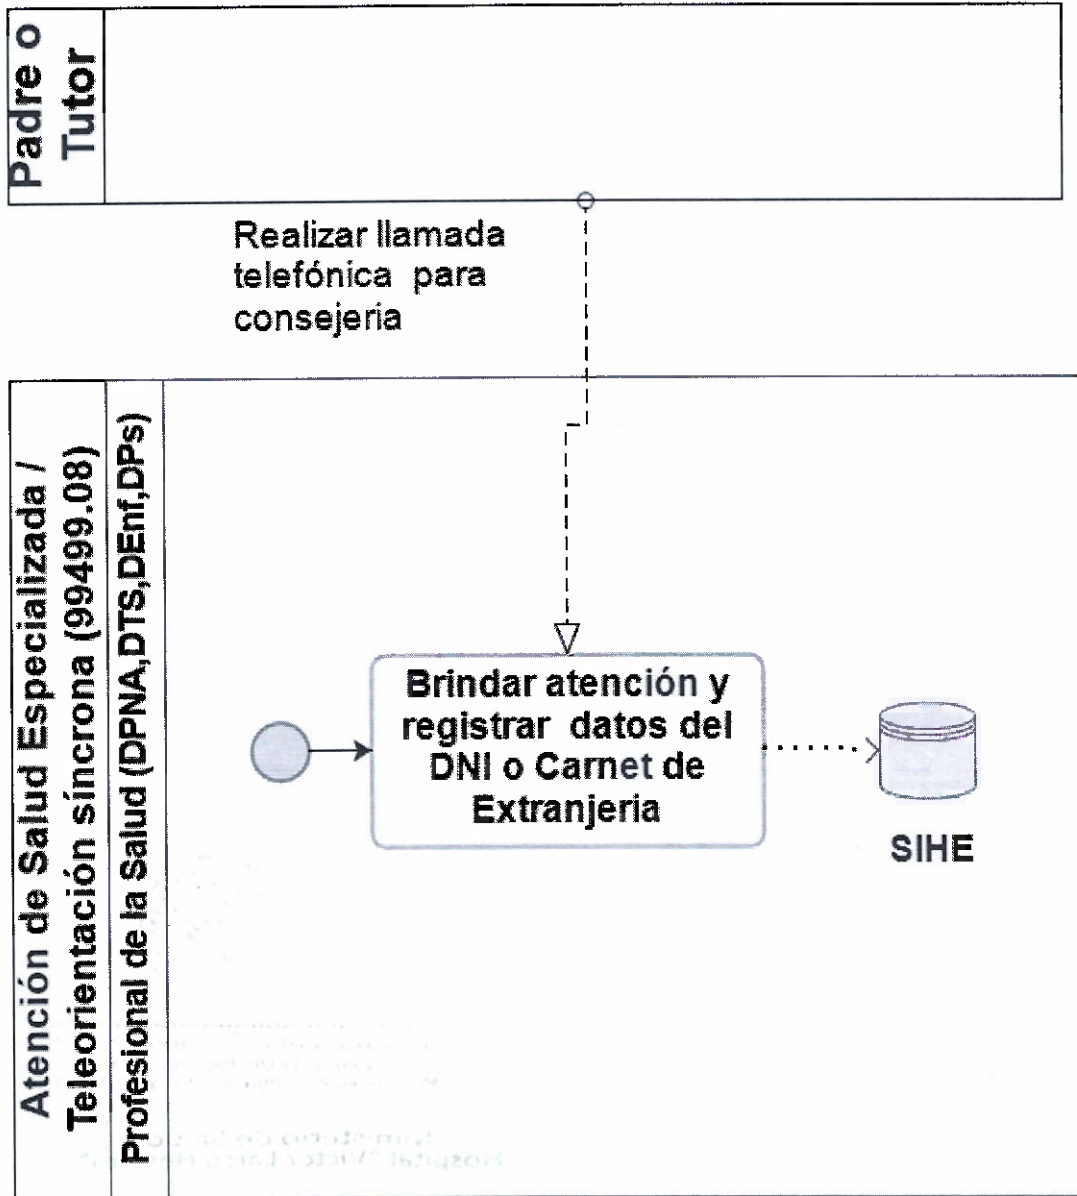 Padre o
Tutor
Realizar llamada
telefónica para
consejeria
Atención de Salud Especializada /
Teleorientación síncrona (99499.08)
Profesional de la Salud (DPNA,DTS,DEnf,DPs)
Brindar atención y
registrar datos del
DNI o Carnet de
Extranjeria
SIHE